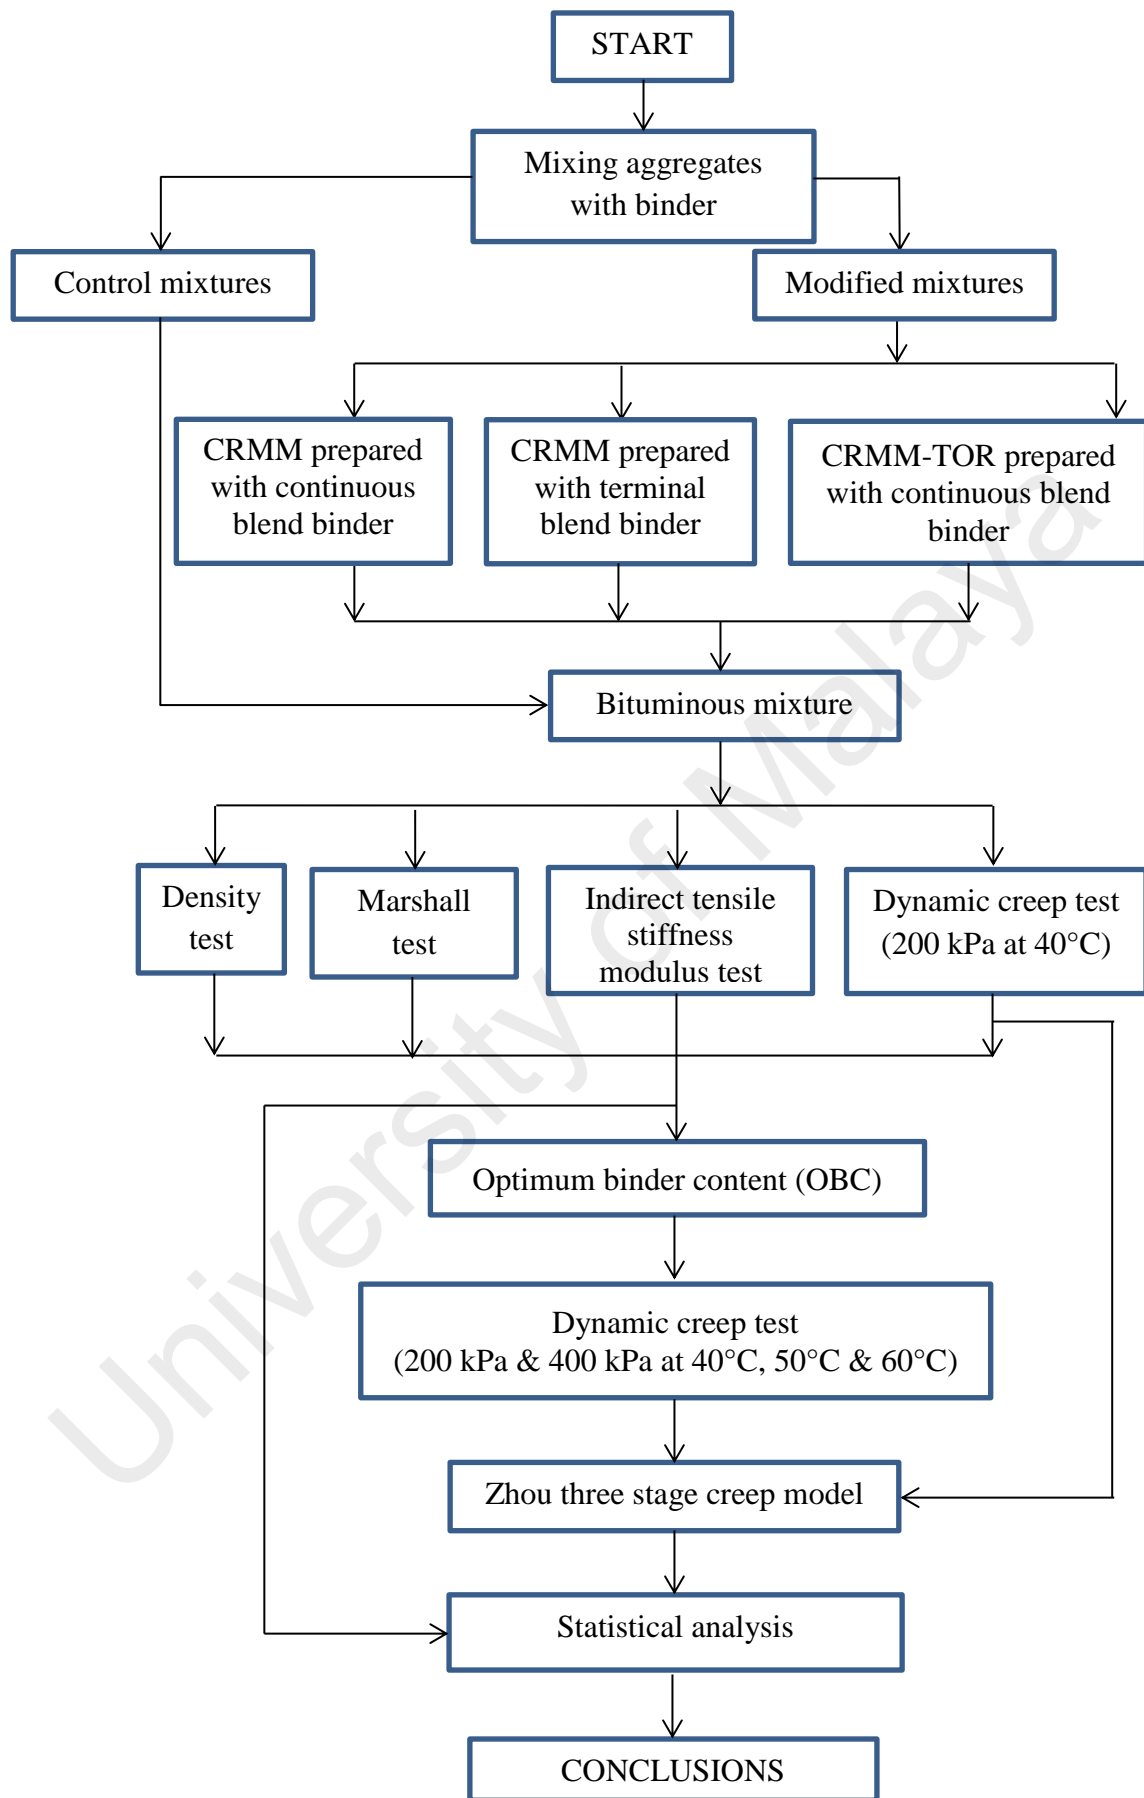 START
Mixing aggregates
with binder
Control mixtures
Modified mixtures
CRMM prepared
with continuous
blend binder
CRMM prepared
with terminal
blend binder
CRMM-TOR prepared
with continuous blend
binder
Bituminous mixture
Density
test
Marshall
test
Indirect tensile
stiffness
modulus test
Dynamic creep test
(200 kPa at 40°C)
Optimum binder content (OBC)
Dynamic creep test
(200 kPa & 400 kPa at 40°C, 50°C & 60°C)
Zhou three stage creep model
Statistical analysis
CONCLUSIONS
University of Malaya